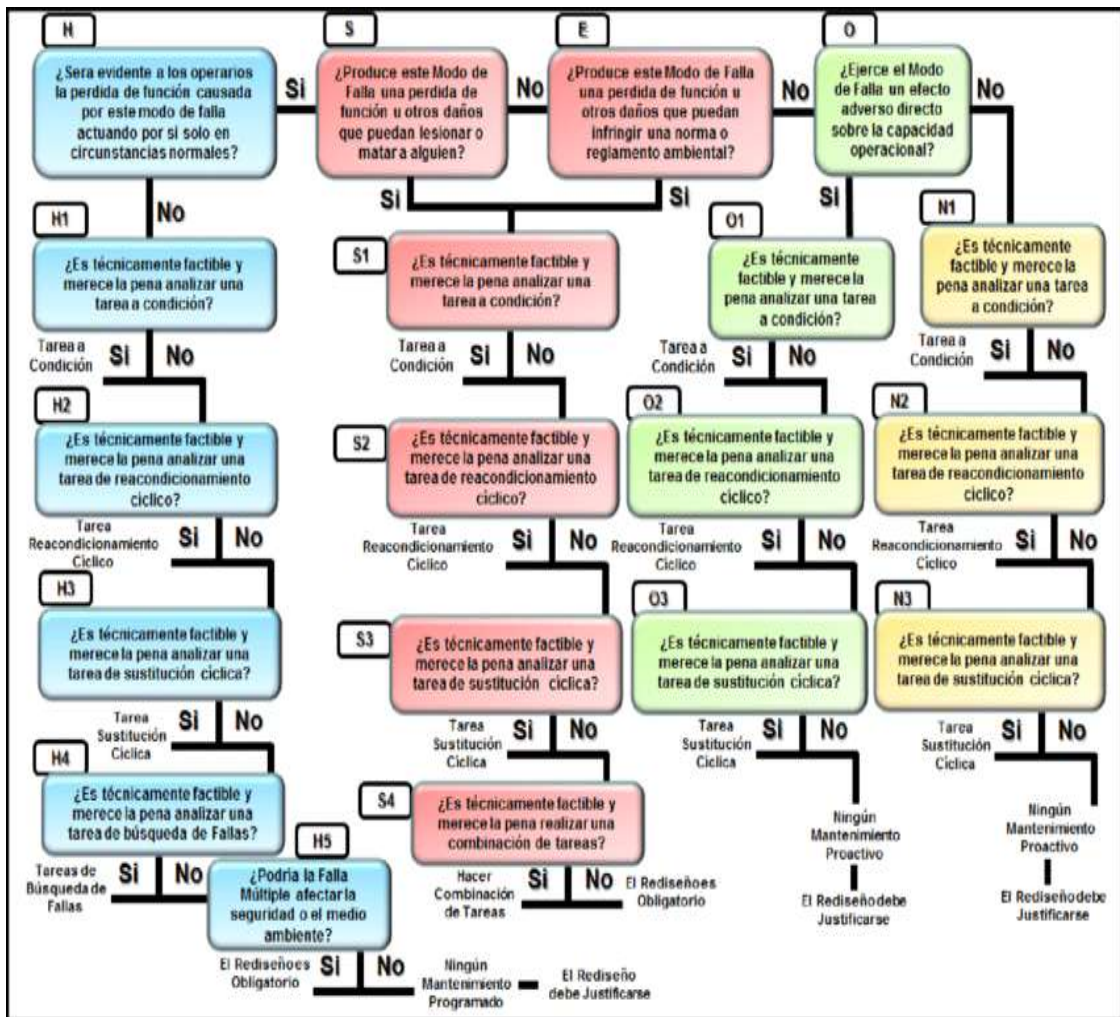 H
¿Sera evidente a los operarios
la perdida de función causada
por este modo de falla
actuando por si solo en
circunstancias normales?
Si
S
¿Produce este Modo de
Falla una perdida de
función u otros daños
que puedan lesionar o
matar a alguien?
No
E
¿Produce este Modo de Falla
una perdida de función u
otros daños que puedan
infringir una norma o
reglamento ambiental?
No
O
¿Ejerce el Modo
de Falla un efecto
adverso directo
sobre la capacidad
operacional?
No
No
Si
Si
Si
H1
¿Es técnicamente factible y
merece la pena analizar una
tarea a condición?
S1
¿Es técnicamente factible y
merece la pena analizar una
tarea a condición?
O1
¿Es técnicamente
factible y merece la
pena analizar una tarea
a condición?
N1
¿Es técnicamente
factible y merece la
pena analizar una tarea
a condición?
Tarea a
Condición
Si No
Tarea a
Condición
Si No
Tarea a
Condición
Si No
Tarea a
Condición
Si No
H2
¿Es técnicamente factible y
merece la pena analizar una
tarea de reacondicionamiento
cíclico?
S2
¿Es técnicamente factible y
merece la pena analizar una
tarea de reacondicionamiento
cíclico?
O2
¿Es técnicamente factible y
merece la pena analizar una
tarea de reacondicionamiento
cíclico?
N2
¿Es técnicamente factible y
merece la pena analizar una
tarea de reacondicionamiento
cíclico?
Tarea
Reacondicionamiento
Cíclico
Si No
Tarea
Reacondicionamiento
Cíclico
Si No
Tarea
Reacondicionamiento
Cíclico
Si No
Tarea
Reacondicionamiento
Cíclico
Si No
H3
¿Es técnicamente factible y
merece la pena analizar una
tarea de sustitución cíclica?
S3
¿Es técnicamente factible y
merece la pena analizar una
tarea de sustitución cíclica?
O3
¿Es técnicamente factible y
merece la pena analizar una
tarea de sustitución cíclica?
N3
¿Es técnicamente factible y
merece la pena analizar una
tarea de sustitución cíclica?
Tarea
Sustitución
Cíclica
Si No
Tarea
Sustitución
Cíclica
Si No
Tarea
Sustitución
Cíclica
Si No
Tarea
Sustitución
Cíclica
Si No
H4
¿Es técnicamente factible y
merece la pena analizar una
tarea de búsqueda de Fallas?
S4
¿Es técnicamente factible y
merece la pena realizar una
combinación de tareas?
Ningún
Mantenimiento
Proactivo
El Rediseño debe
Justificarse
Ningún
Mantenimiento
Proactivo
El Rediseño debe
Justificarse
Tareas de
Búsqueda de
Fallas
Si No
H5
¿Podría la Falla
Múltiple afectar la
seguridad o el medio
ambiente?
Hacer
Combinación
de Tareas
Si No
El Rediseño es
Obligatorio
El Rediseño es
Obligatorio
Si No
Ningún
Mantenimiento
Programado
El Rediseño
debe Justificarse